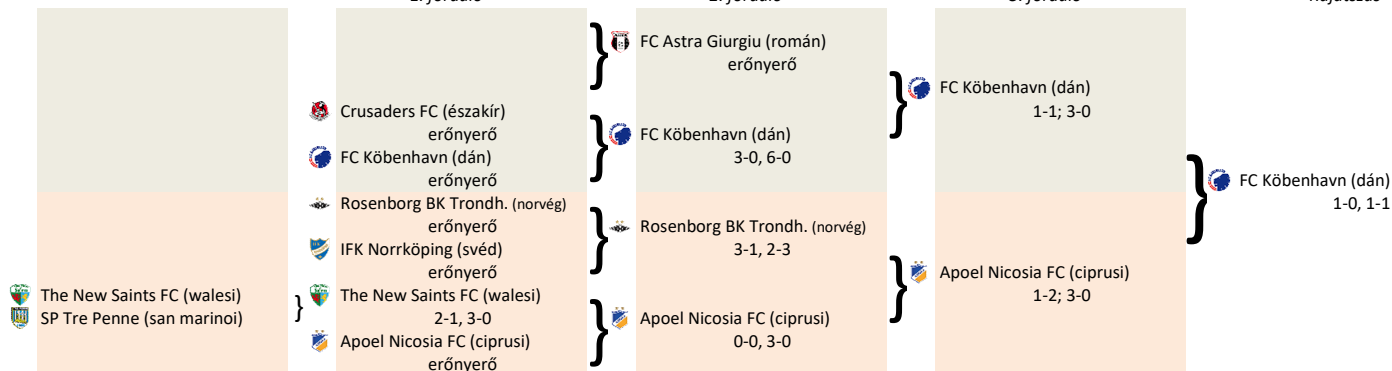 FC Astra Giurgiu (román)
erőnyerő
FC Köbenhavn (dán)
1-1; 3-0
Crusaders FC (északír)
erőnyerő
FC Köbenhavn (dán)
3-0, 6-0
FC Köbenhavn (dán)
erőnyerő
FC Köbenhavn (dán)
1-0, 1-1
Rosenborg BK Trondh. (norvég)
erőnyerő
Rosenborg BK Trondh. (norvég)
3-1, 2-3
IFK Norrköping (svéd)
erőnyerő
Apoel Nicosia FC (ciprusi)
1-2; 3-0
The New Saints FC (walesi)
SP Tre Penne (san marinoi)
The New Saints FC (walesi)
2-1, 3-0
Apoel Nicosia FC (ciprusi)
0-0, 3-0
Apoel Nicosia FC (ciprusi)
erőnyerő